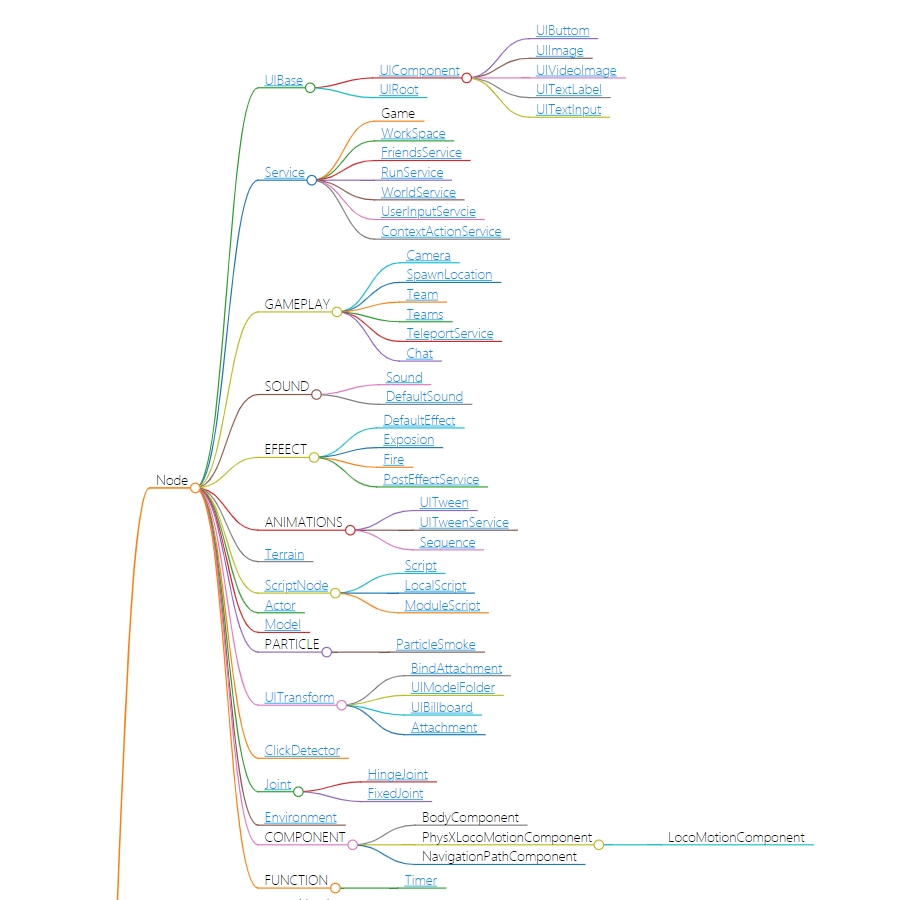 UIButtom
UIImage
UIComponent
UIVideoImage
UIBase
UIRoot
UITextLabel
UITextInput
Game
WorkSpace
FriendsService
Service
RunService
WorldService
UserInputServcie
ContextActionService
Camera
SpawnLocation
Team
GAMEPLAY
Teams
TeleportService
Chat
Sound
SOUND
DefaultSound
DefaultEffect
Exposion
EFEECT
Fire
Node
PostEffectService
UITween
ANIMATIONS
UITweenService
Sequence
Terrain
Script
ScriptNode
LocalScript
Actor
ModuleScript
Model
PARTICLE
ParticleSmoke
BindAttachment
UIModelFolder
UITransform
UIBillboard
Attachment
ClickDetector
HingeJoint
Joint
FixedJoint
Environment
BodyComponent
COMPONENT
PhysXLocoMotionComponent
LocoMotionComponent
NavigationPathComponent
FUNCTION
Timer